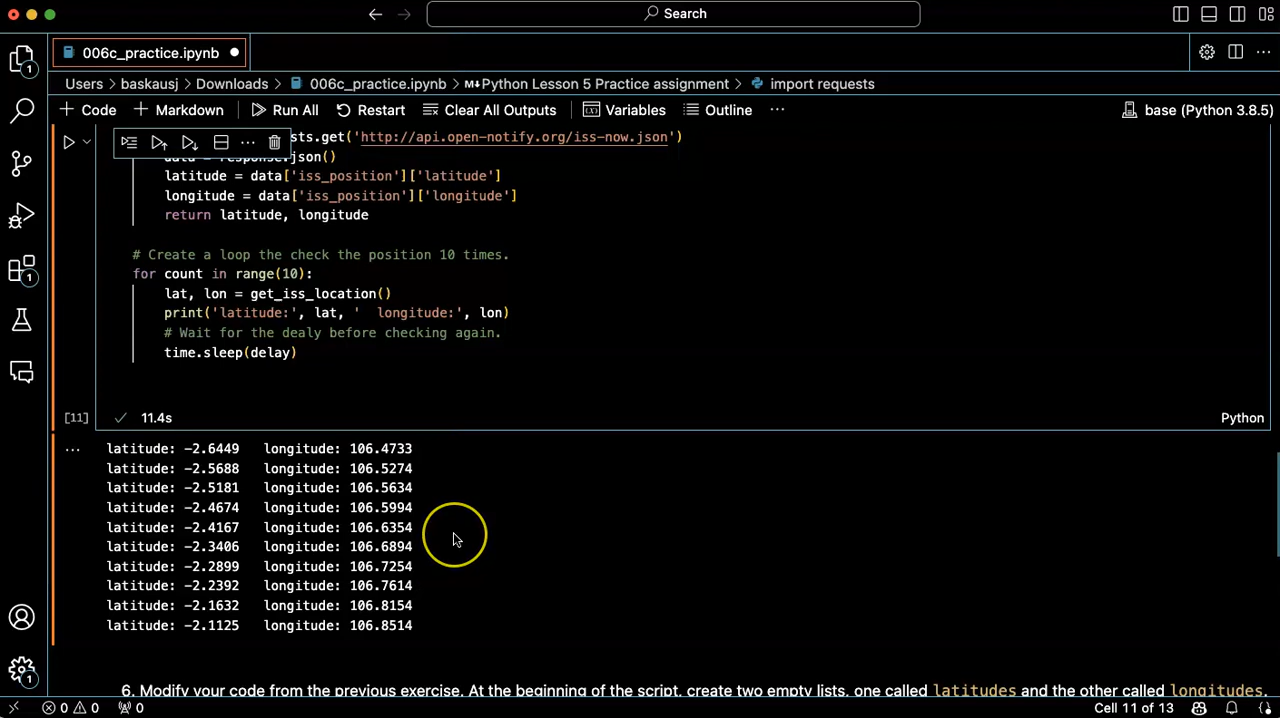 Search
006c_practice.ipynb
Users > baskausj > Downloads > 006c_practice.ipynb > M↓Python Lesson 5 Practice assignment > import requests
+ Code + Markdown Run All Restart Clear All Outputs Variables Outline ... base (Python 3.8.5)
sts.get('http://api.open-notify.org/iss-now.json')
data = response.json()
latitude = data['iss_position']['latitude']
longitude = data['iss_position']['longitude']
return latitude, longitude
# Create a loop the check the position 10 times.
for count in range(10):
lat, lon = get_iss_location()
print('latitude:', lat, '  longitude:', lon)
# Wait for the dealy before checking again.
time.sleep(delay)
[11] ✓ 11.4s Python
latitude: -2.6449   longitude: 106.4733
latitude: -2.5688   longitude: 106.5274
latitude: -2.5181   longitude: 106.5634
latitude: -2.4674   longitude: 106.5994
latitude: -2.4167   longitude: 106.6354
latitude: -2.3406   longitude: 106.6894
latitude: -2.2899   longitude: 106.7254
latitude: -2.2392   longitude: 106.7614
latitude: -2.1632   longitude: 106.8154
latitude: -2.1125   longitude: 106.8514
6. Modify your code from the previous exercise. At the beginning of the script, create two empty lists, one called latitudes and the other called longitudes.
0 0 0 Cell 11 of 13
1
1
1